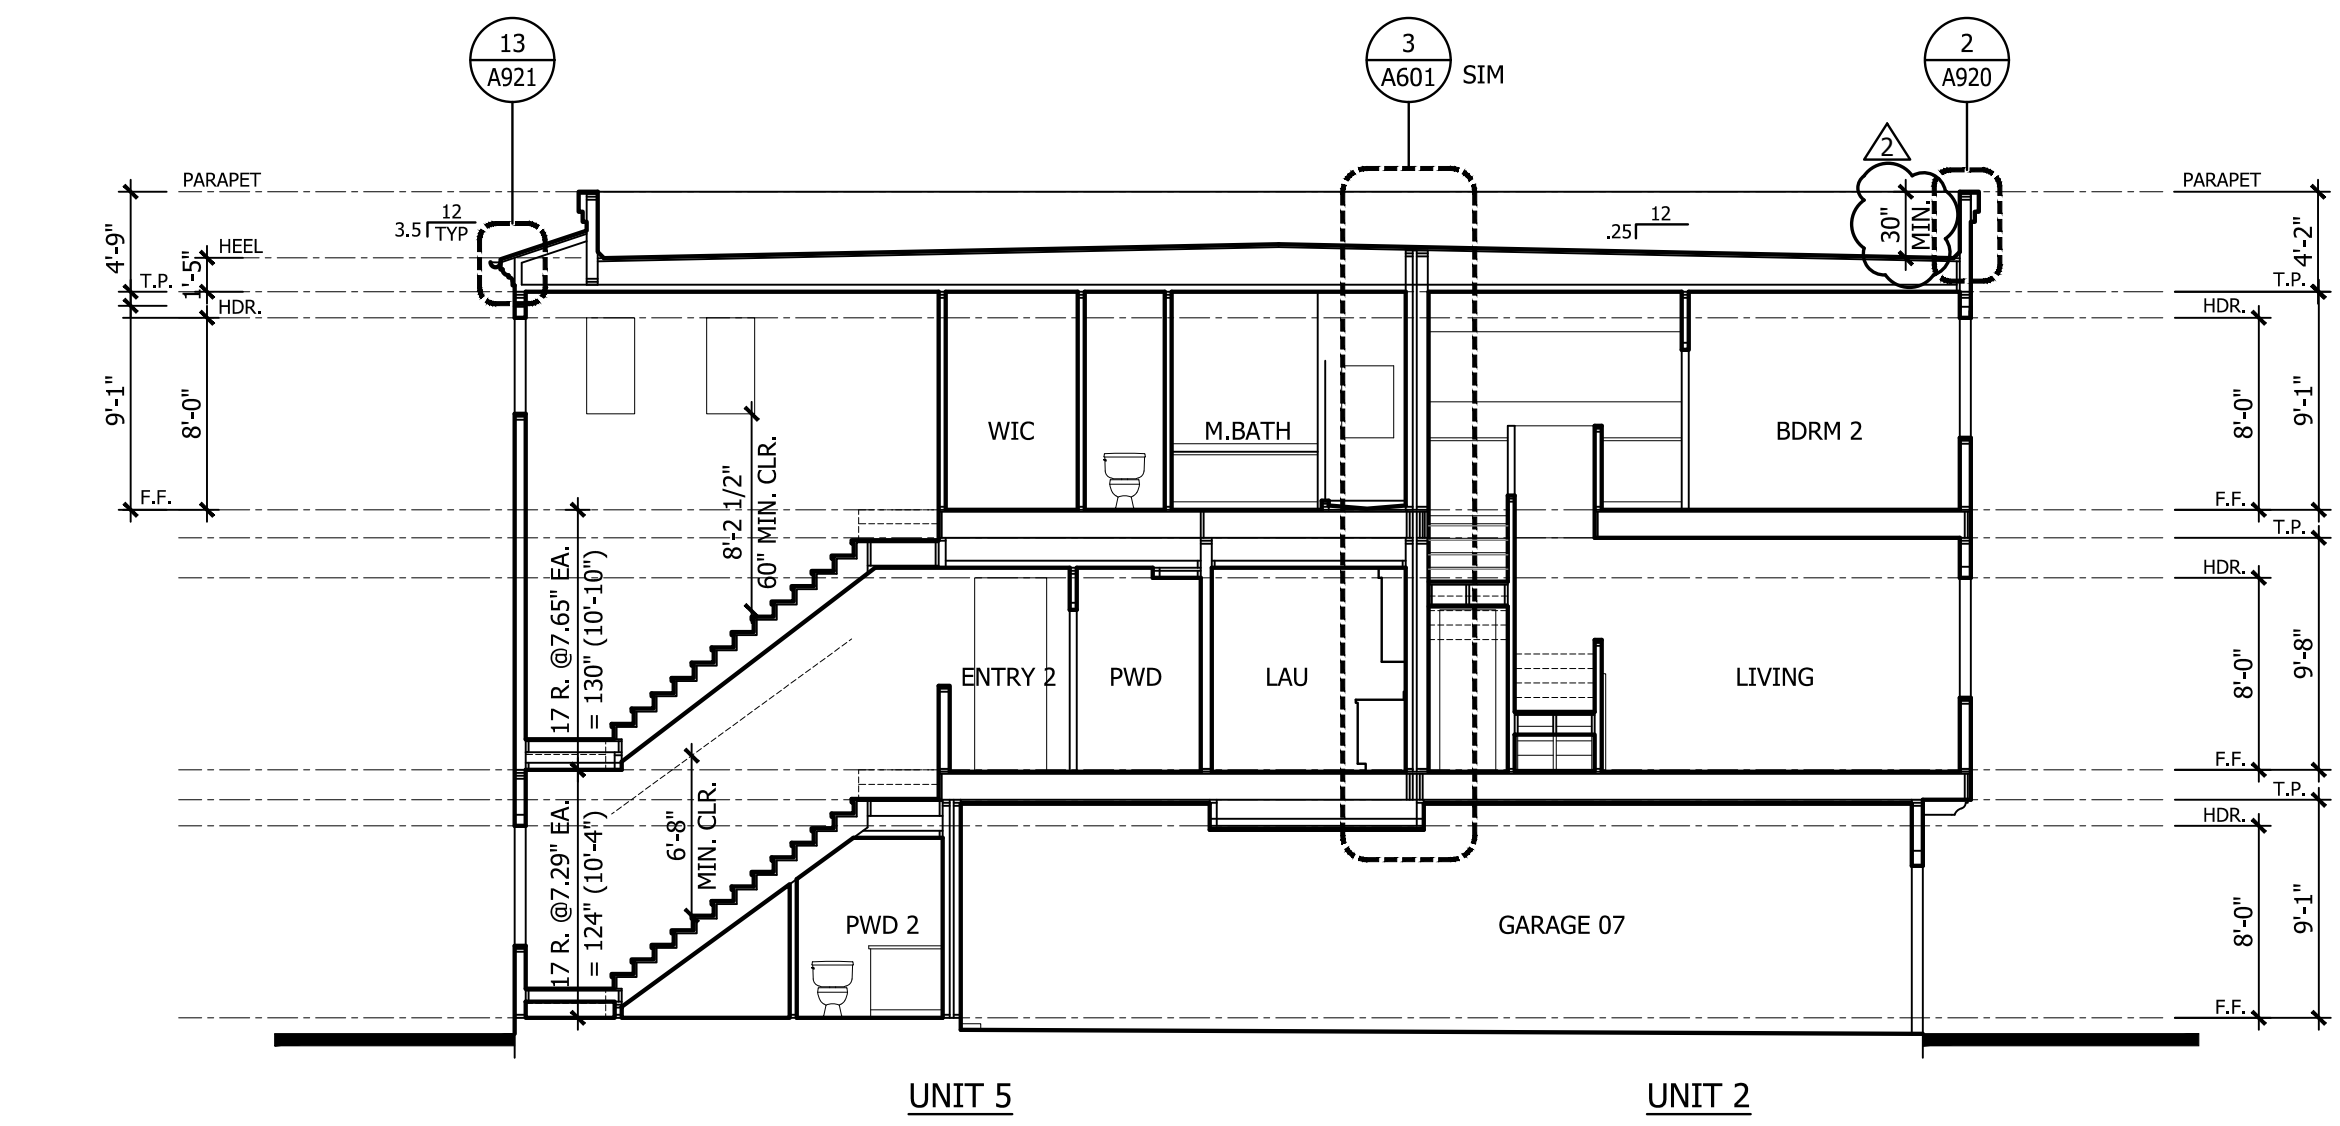 13
A921
3
A601
SIM
2
A920
2
PARAPET
PARAPET
12
3.5
TYP
12
.25
30"
MIN.
4'-9"
HEEL
1'-5"
T.P.
HDR.
4'-2"
T.P.
HDR.
9'-1"
8'-0"
WIC
M.BATH
BDRM 2
8'-0"
9'-1"
8'-2 1/2"
60" MIN. CLR.
F.F.
F.F.
T.P.
HDR.
17 R. @7.65" EA.
= 130" (10'-10")
ENTRY 2
PWD
LAU
LIVING
8'-0"
9'-8"
F.F.
T.P.
HDR.
6'-8"
MIN. CLR.
17 R. @7.29" EA.
= 124" (10'-4")
PWD 2
GARAGE 07
8'-0"
9'-1"
F.F.
UNIT 5
UNIT 2